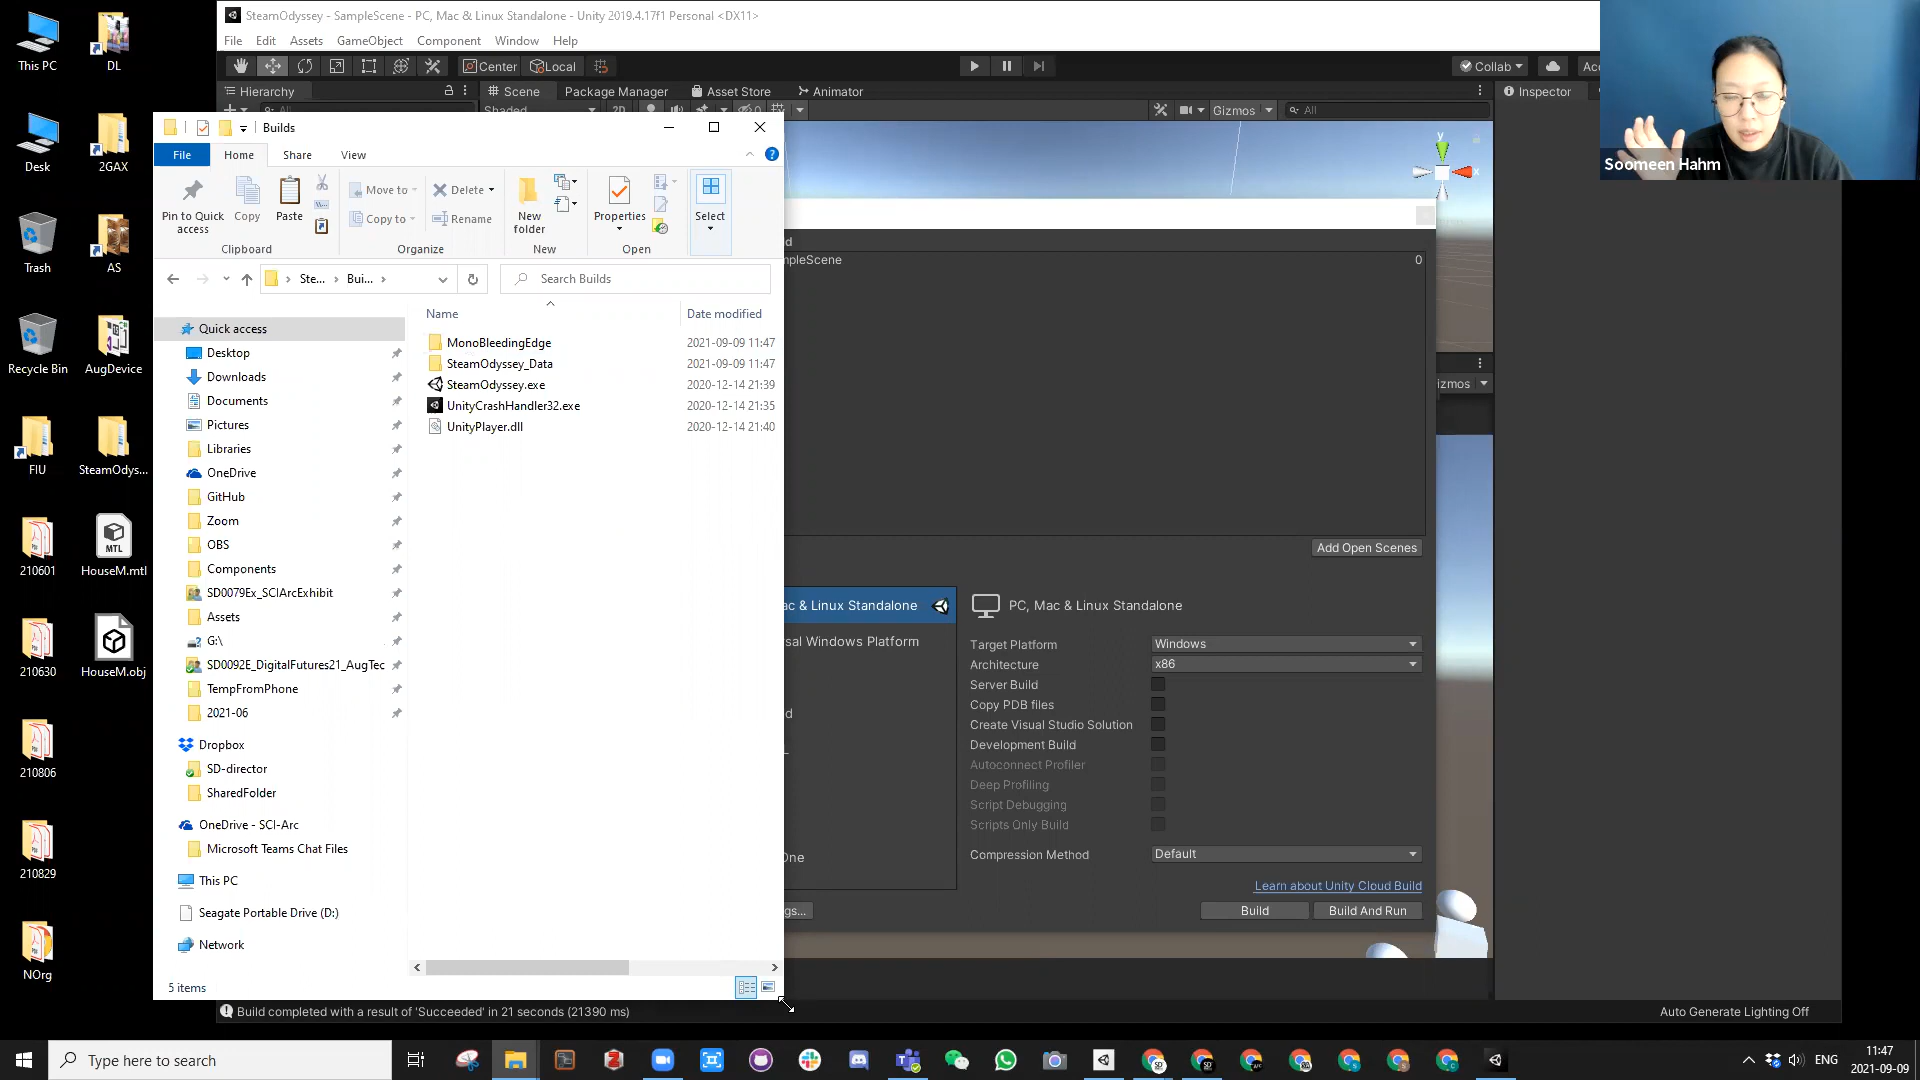 This PC
DL
Desk
2GAX
Trash
AS
Recycle Bin
AugDevice
FIU
SteamOdys...
210601
MTL
HouseM.mtl
210630
HouseM.obj
210806
210829
NOrg
SteamOdyssey - SampleScene - PC, Mac & Linux Standalone - Unity 2019.4.17f1 Personal <DX11>
File Edit Assets GameObject Component Window Help
Center Local
Collab
Hierarchy
Scene Package Manager Asset Store Animator
Inspector
Shaded 2D
Gizmos All
y
x
Soomeen Hahm
Builds
File Home Share View
Pin to Quick access
Copy
Paste
Move to
Copy to
Delete
Rename
New folder
Properties
Select
Clipboard Organize New Open
Ste... Bui...
Search Builds
Name Date modified
MonoBleedingEdge 2021-09-09 11:47
SteamOdyssey_Data 2021-09-09 11:47
SteamOdyssey.exe 2020-12-14 21:39
UnityCrashHandler32.exe 2020-12-14 21:35
UnityPlayer.dll 2020-12-14 21:40
Quick access
Desktop
Downloads
Documents
Pictures
Libraries
OneDrive
GitHub
Zoom
OBS
Components
SD0079Ex_SCIArcExhibit
Assets
G:\
SD0092E_DigitalFutures21_AugTec
TempFromPhone
2021-06
Dropbox
SD-director
SharedFolder
OneDrive - SCI-Arc
Microsoft Teams Chat Files
This PC
Seagate Portable Drive (D:)
Network
5 items
mpleScene 0
izmos
Add Open Scenes
ac & Linux Standalone
sal Windows Platform
One
gs...
PC, Mac & Linux Standalone
Target Platform Windows
Architecture x86
Server Build
Copy PDB files
Create Visual Studio Solution
Development Build
Autoconnect Profiler
Deep Profiling
Script Debugging
Scripts Only Build
Compression Method Default
Learn about Unity Cloud Build
Build Build And Run
Build completed with a result of 'Succeeded' in 21 seconds (21390 ms)
Auto Generate Lighting Off
Type here to search
ENG
11:47
2021-09-09